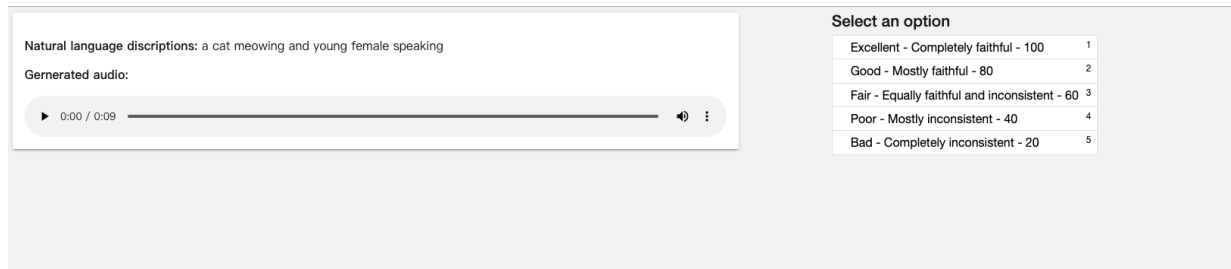 Natural language discriptions: a cat meowing and young female speaking
Gernerated audio:
0:00 / 0:09
Select an option
Excellent - Completely faithful - 100 1
Good - Mostly faithful - 80 2
Fair - Equally faithful and inconsistent - 60 3
Poor - Mostly inconsistent - 40 4
Bad - Completely inconsistent - 20 5